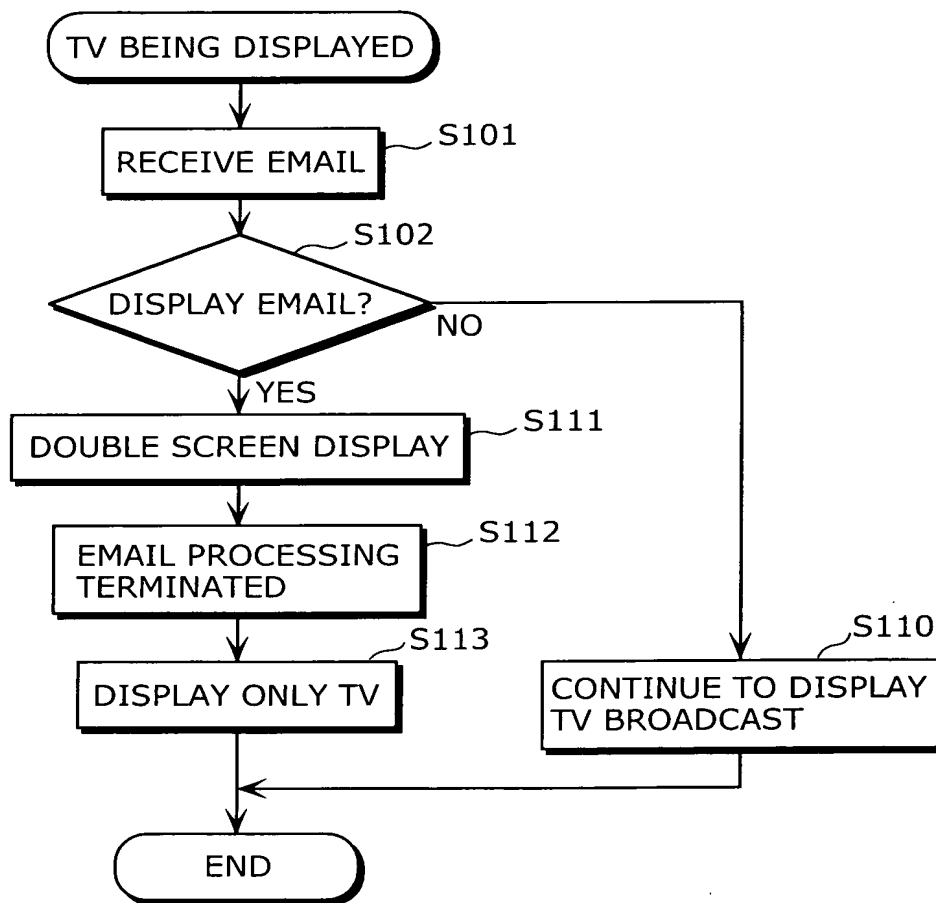 TV BEING DISPLAYED
S101
RECEIVE EMAIL
S102
DISPLAY EMAIL?
NO
YES
S111
DOUBLE SCREEN DISPLAY
S112
EMAIL PROCESSING
TERMINATED
S113
DISPLAY ONLY TV
S110
CONTINUE TO DISPLAY
TV BROADCAST
END